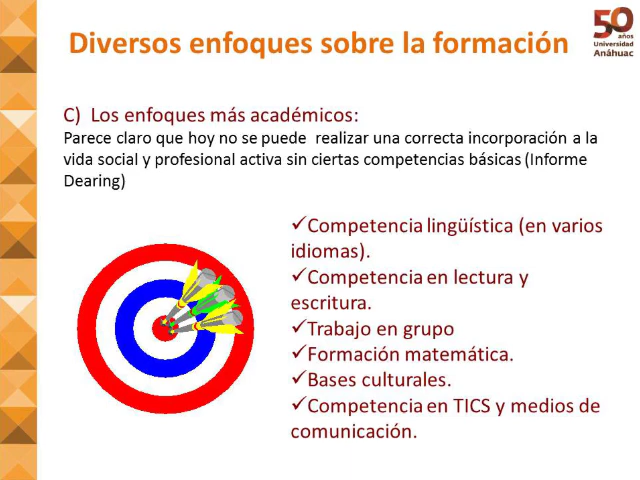 Diversos enfoques sobre la formación
50
años
Universidad
Anáhuac
C) Los enfoques más académicos:
Parece claro que hoy no se puede realizar una correcta incorporación a la
vida social y profesional activa sin ciertas competencias básicas (Informe
Dearing)
✓Competencia lingüística (en varios
idiomas).
✓Competencia en lectura y
escritura.
✓Trabajo en grupo
✓Formación matemática.
✓Bases culturales.
✓Competencia en TICS y medios de
comunicación.